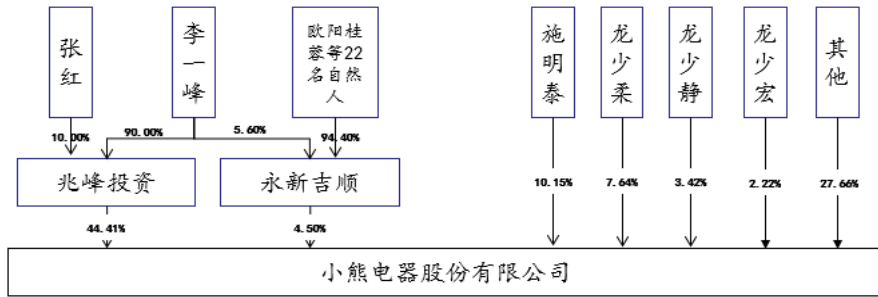 张红
李一峰
欧阳桂
蓉等22
名自然
人
施明泰
龙少柔
龙少静
龙少宏
其他
10.00%
90.00%
5.60%
94.40%
兆峰投资
永新吉顺
10.15%
7.64%
3.42%
2.22%
27.66%
44.41%
4.50%
小熊电器股份有限公司